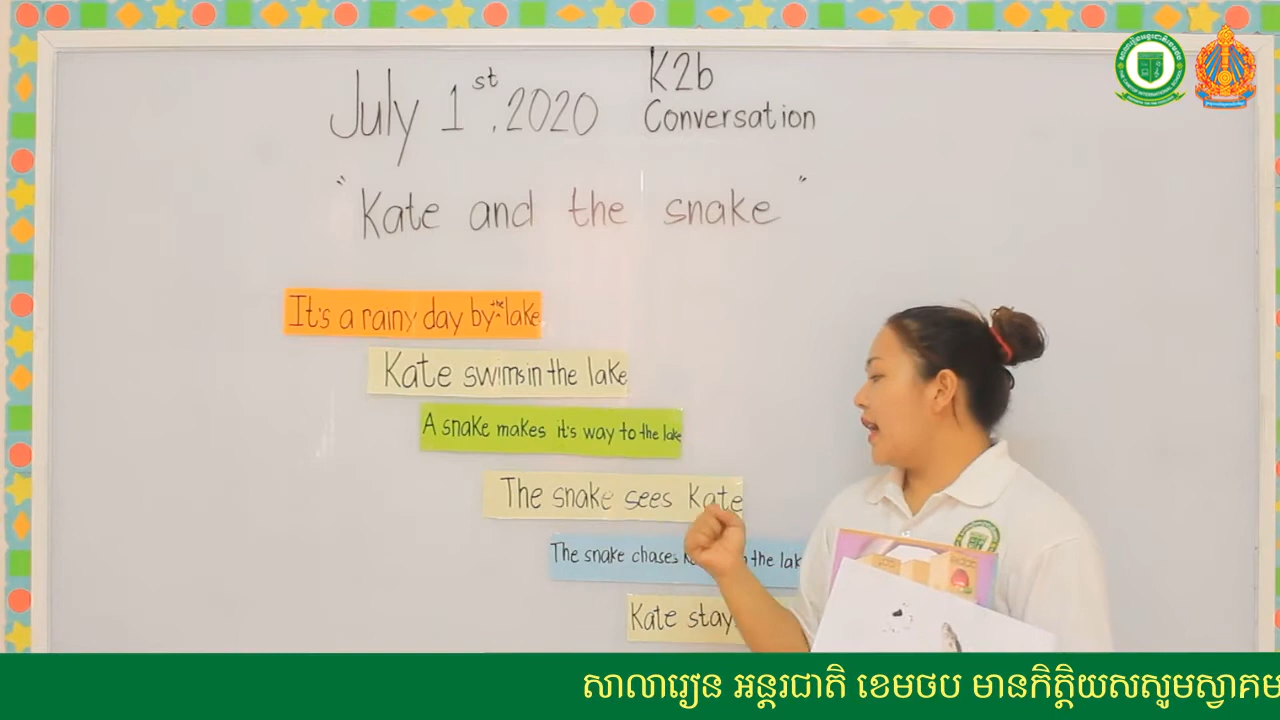 July 1st.2020
K2b
Conversation
"Kate and the snake"
It's a rainy day by the lake
Kate swims in the lake
A snake makes it's way to the lake
The snake sees Kate
The snake chases the lak
Kate stay
សាលារៀន អន្តរជាតិ ខេមថប មានកិត្តិយសសូមស្វាគម